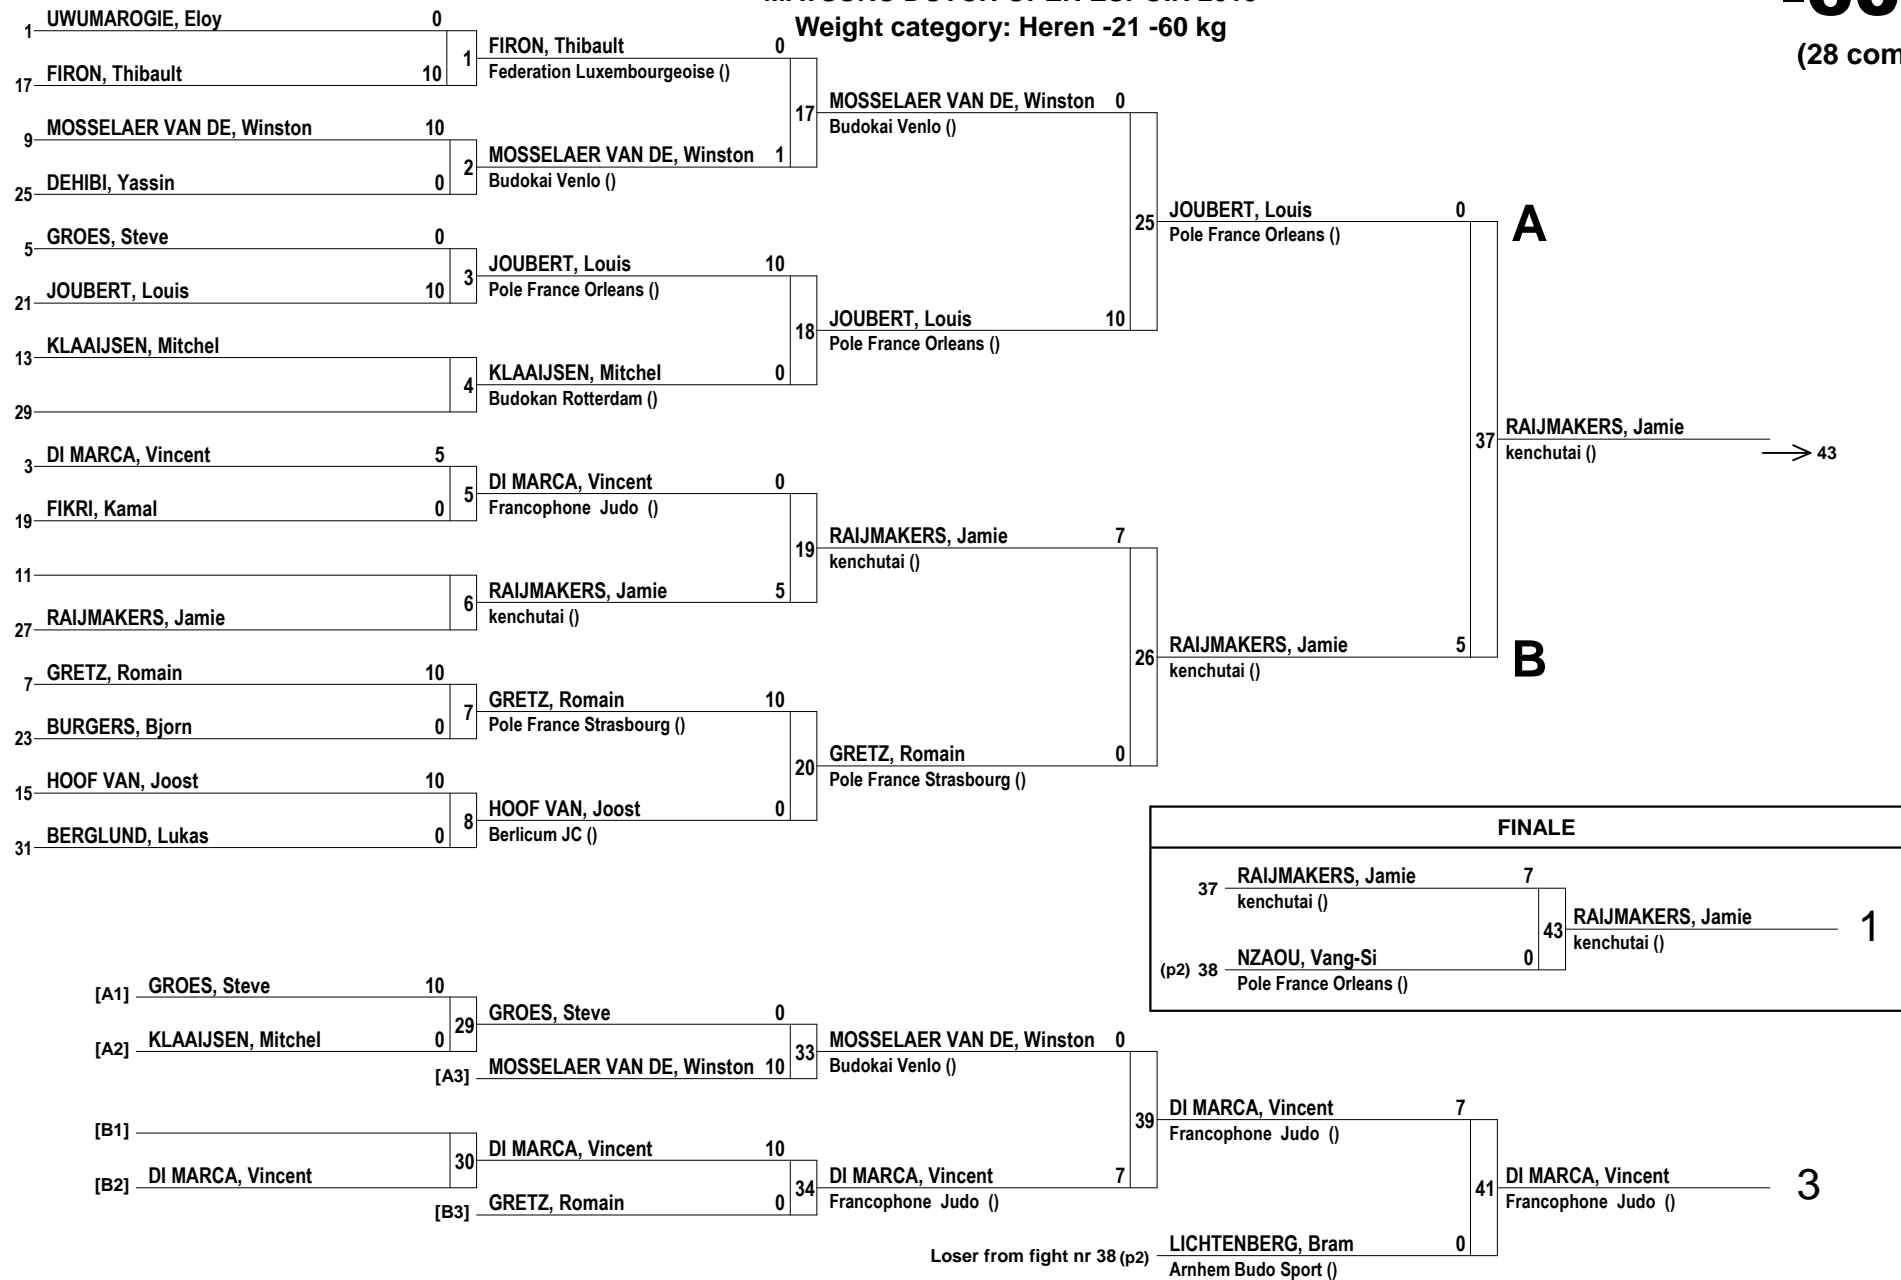 Weight category: Heren -21 -60 kg
(28 com
1 UWUMAROGIE, Eloy 0
17 FIRON, Thibault 10
1 FIRON, Thibault 0
Federation Luxembourgeoise ()
9 MOSSELAER VAN DE, Winston 10
25 DEHIBI, Yassin 0
2 MOSSELAER VAN DE, Winston 1
Budokai Venlo ()
17 MOSSELAER VAN DE, Winston 0
Budokai Venlo ()
5 GROES, Steve 0
21 JOUBERT, Louis 10
3 JOUBERT, Louis 10
Pole France Orleans ()
13 KLAAIJSEN, Mitchel
29
4 KLAAIJSEN, Mitchel 0
Budokan Rotterdam ()
18 JOUBERT, Louis 10
Pole France Orleans ()
25 JOUBERT, Louis 0
Pole France Orleans ()
A
3 DI MARCA, Vincent 5
19 FIKRI, Kamal 0
5 DI MARCA, Vincent 0
Francophone Judo ()
11
27 RAIJMAKERS, Jamie
6 RAIJMAKERS, Jamie 5
kenchutai ()
19 RAIJMAKERS, Jamie 7
kenchutai ()
7 GRETZ, Romain 10
23 BURGERS, Bjorn 0
7 GRETZ, Romain 10
Pole France Strasbourg ()
15 HOOF VAN, Joost 10
31 BERGLUND, Lukas 0
8 HOOF VAN, Joost 0
Berlicum JC ()
20 GRETZ, Romain 0
Pole France Strasbourg ()
26 RAIJMAKERS, Jamie 5
kenchutai ()
B
37 RAIJMAKERS, Jamie
kenchutai ()
43
FINALE
37 RAIJMAKERS, Jamie 7
kenchutai ()
(p2) 38 NZAOU, Vang-Si 0
Pole France Orleans ()
43 RAIJMAKERS, Jamie 1
kenchutai ()
[A1] GROES, Steve 10
[A2] KLAAIJSEN, Mitchel 0
29 GROES, Steve 0
[A3] MOSSELAER VAN DE, Winston 10
33 MOSSELAER VAN DE, Winston 0
Budokai Venlo ()
[B1]
[B2] DI MARCA, Vincent
30 DI MARCA, Vincent 10
[B3] GRETZ, Romain 0
34 DI MARCA, Vincent 7
Francophone Judo ()
39 DI MARCA, Vincent 7
Francophone Judo ()
Loser from fight nr 38 (p2) LICHTENBERG, Bram 0
Arnhem Budo Sport ()
41 DI MARCA, Vincent 3
Francophone Judo ()